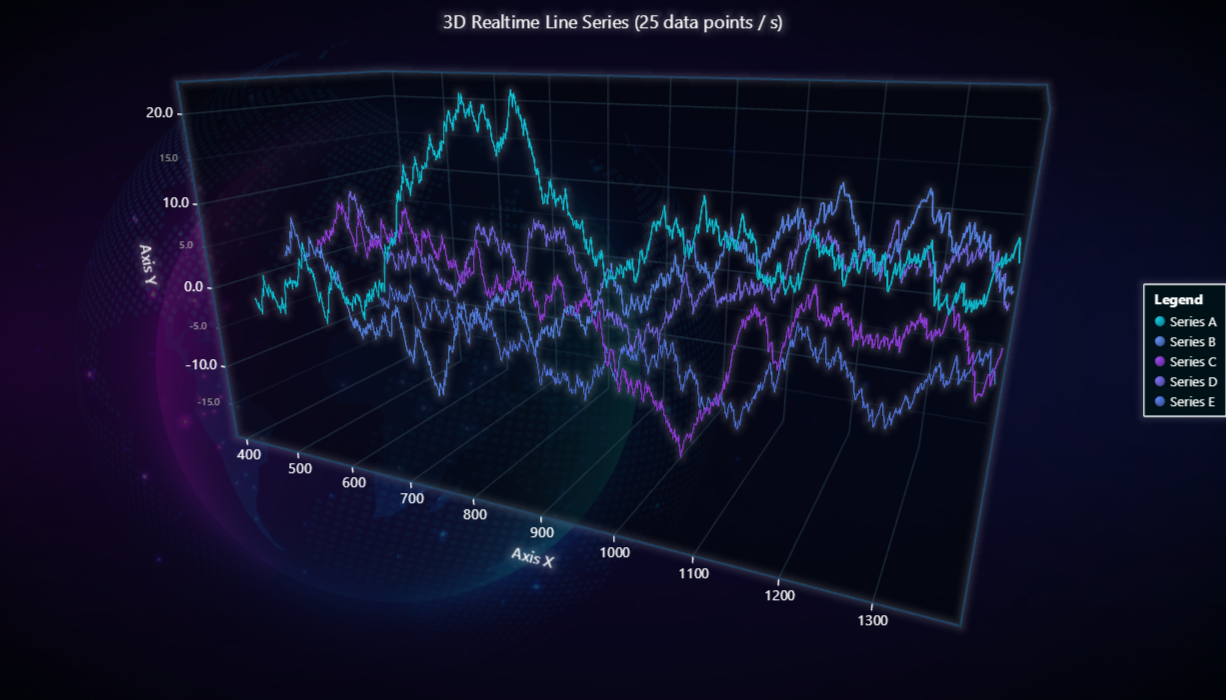 3D Realtime Line Series (25 data points / s)
20.0
15.0
10.0
5.0
0.0
-5.0
-10.0
-15.0
Axis Y
400
500
600
700
800
900
1000
1100
1200
1300
Axis X
Legend
Series A
Series B
Series C
Series D
Series E